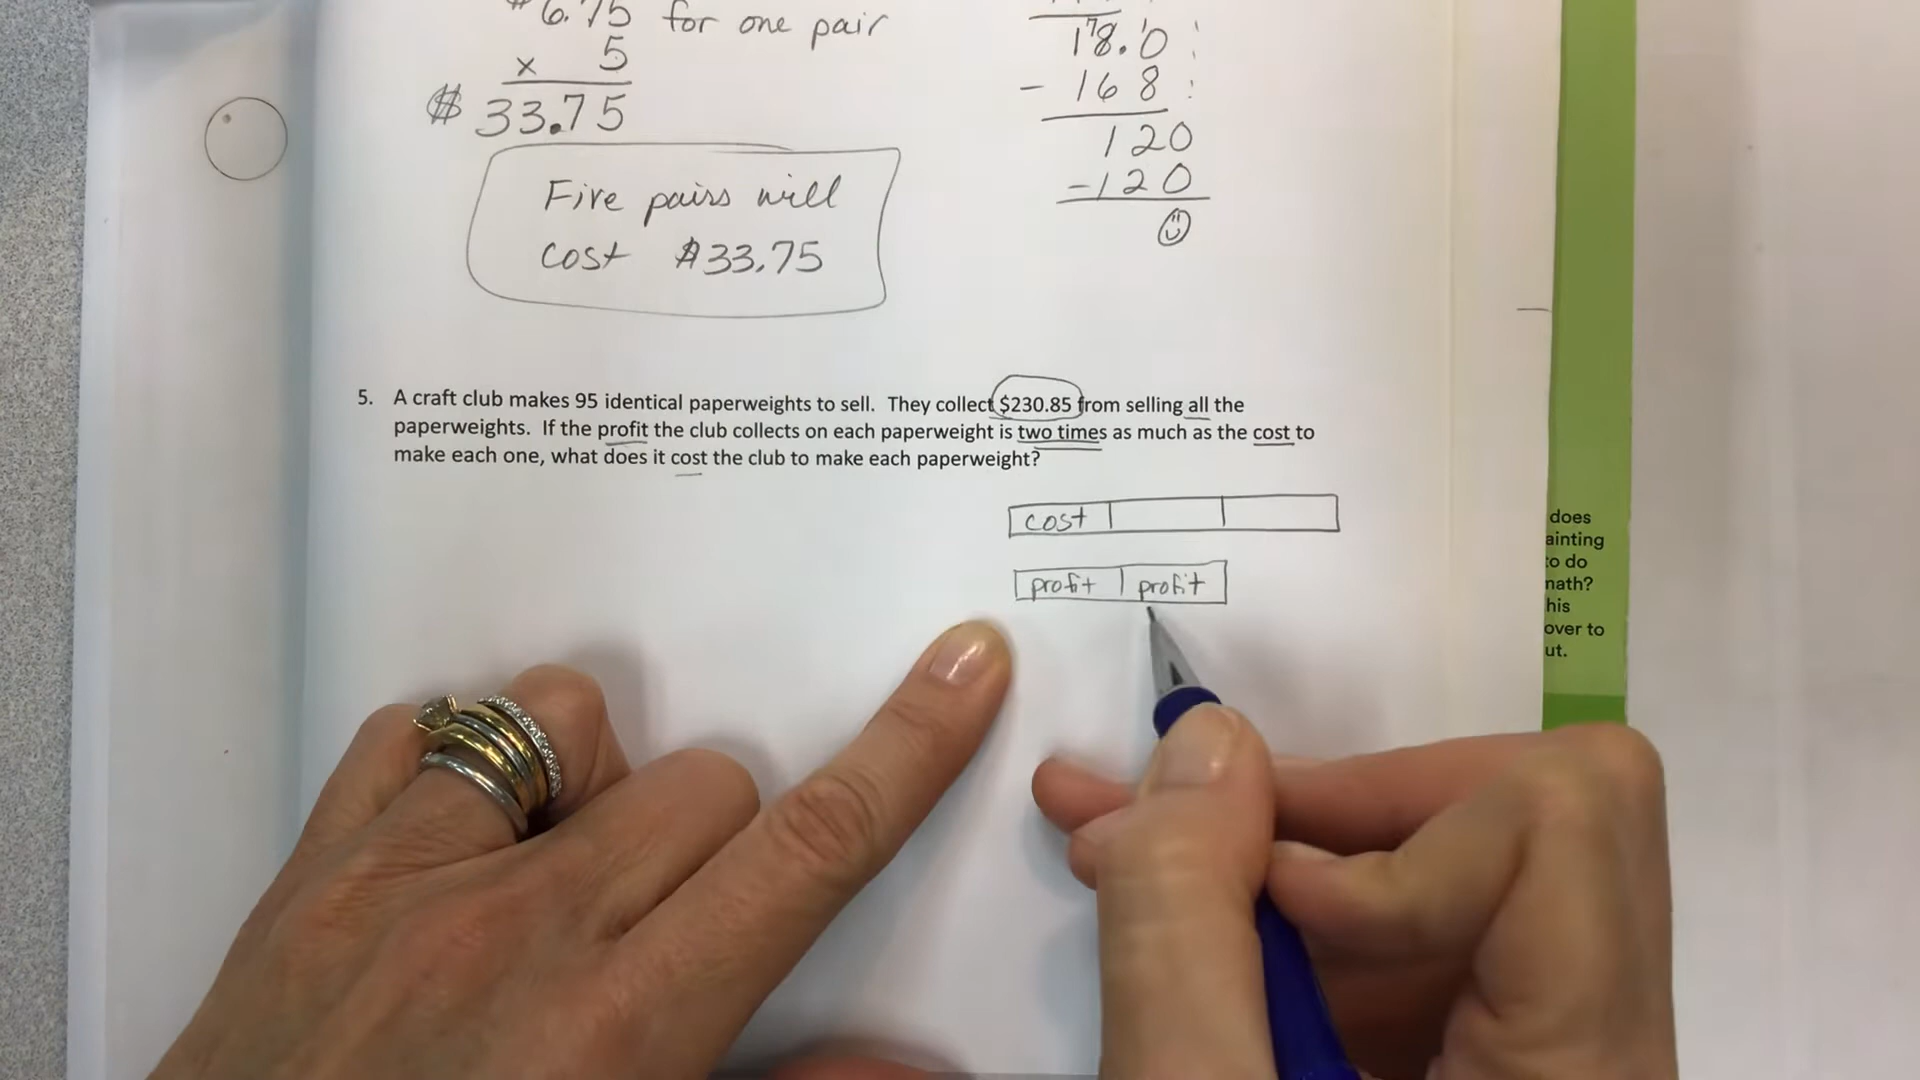 $6.75 for one pair
x 5
$33.75
Five pairs will
cost $33.75
178.0
- 168
120
-120
5. A craft club makes 95 identical paperweights to sell. They collect $230.85 from selling all the
paperweights. If the profit the club collects on each paperweight is two times as much as the cost to
make each one, what does it cost the club to make each paperweight?
cost
profit profit
does
ainting
to do
math?
his
over to
ut.